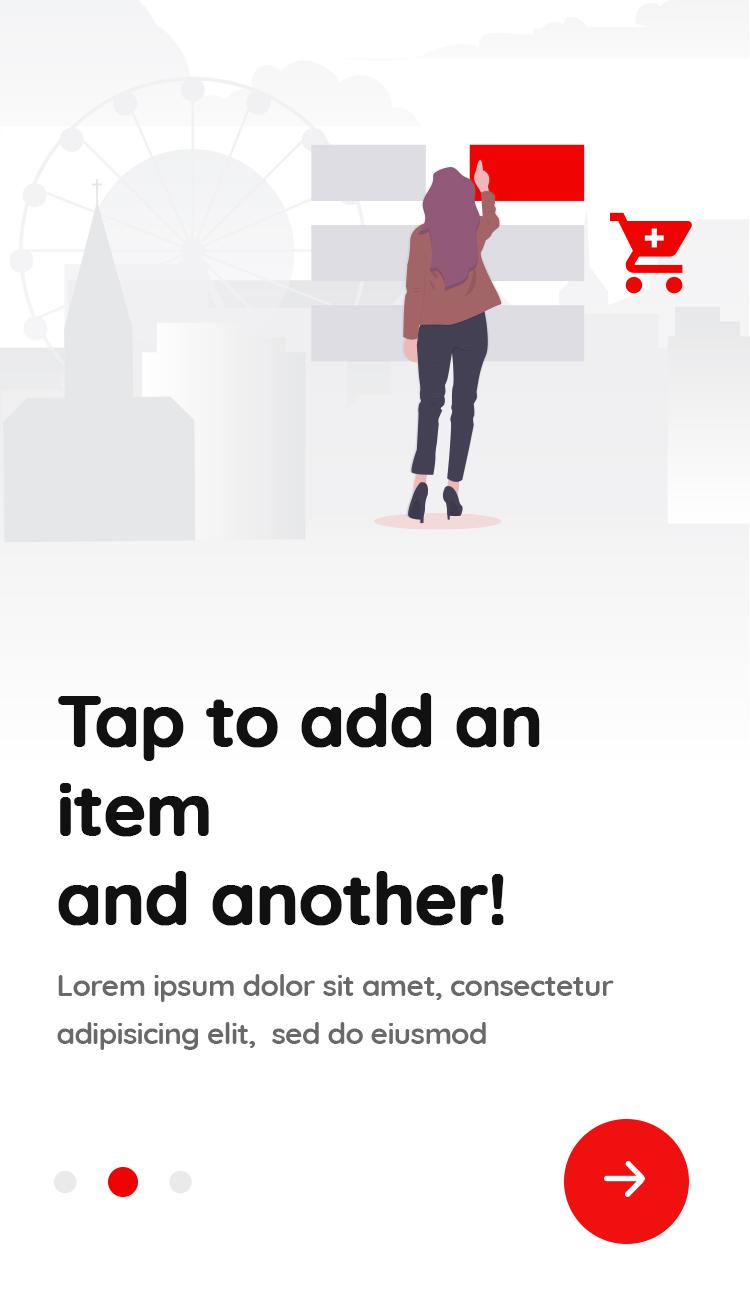 Tap to add an
item
and another!
Lorem ipsum dolor sit amet, consectetur
adipisicing elit,  sed do eiusmod